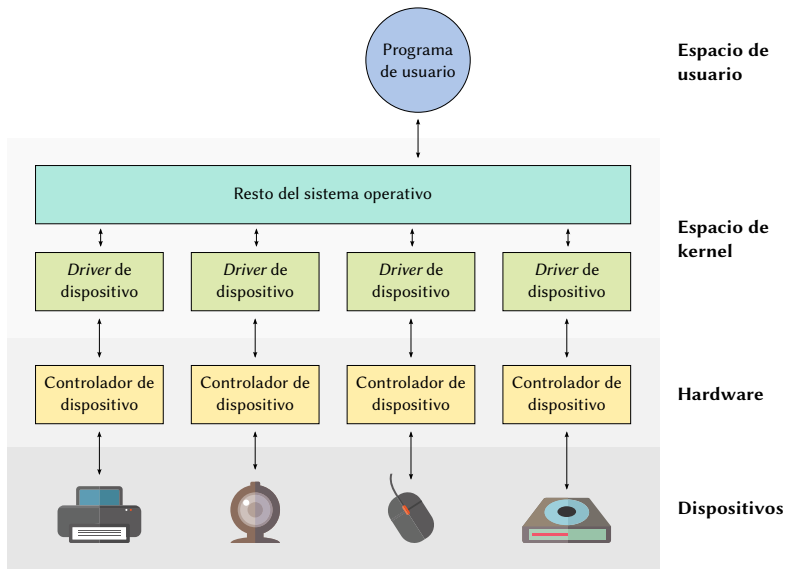 Programa
de usuario
Espacio de
usuario
Resto del sistema operativo
Espacio de
kernel
Driver de
dispositivo
Driver de
dispositivo
Driver de
dispositivo
Driver de
dispositivo
Controlador de
dispositivo
Controlador de
dispositivo
Controlador de
dispositivo
Controlador de
dispositivo
Hardware
Dispositivos